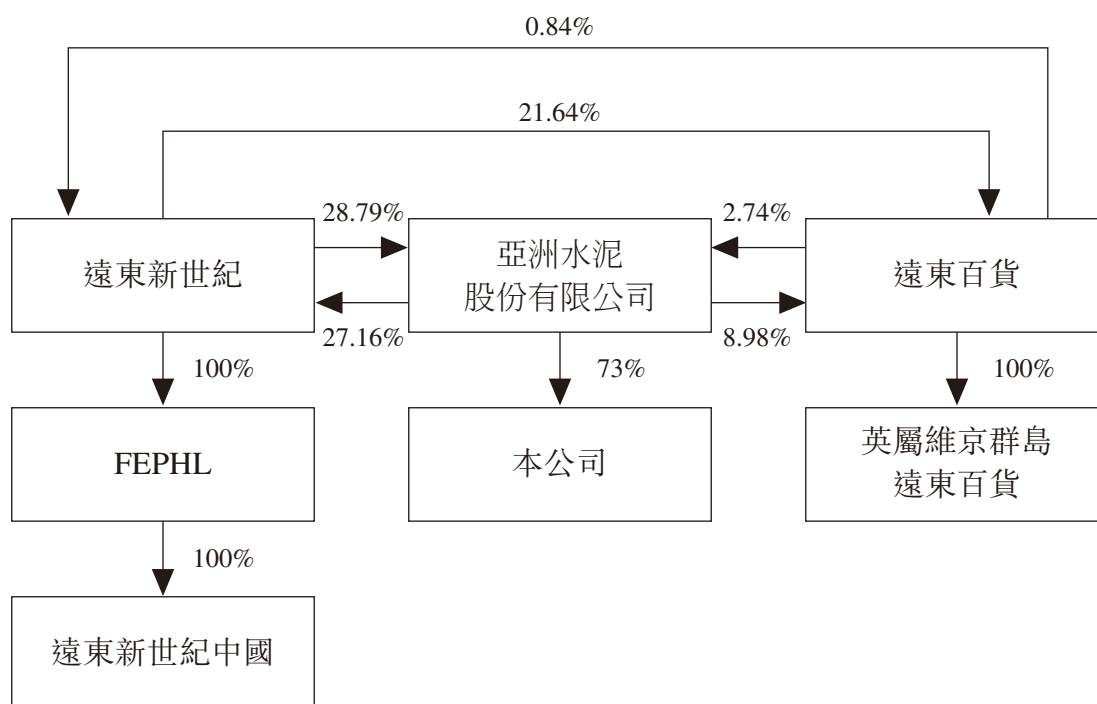 0.84%
21.64%
28.79%
2.74%
遠東新世紀
亞洲水泥
股份有限公司
遠東百貨
27.16%
8.98%
100%
73%
100%
FEPHL
本公司
英屬維京群島
遠東百貨
100%
遠東新世紀中國